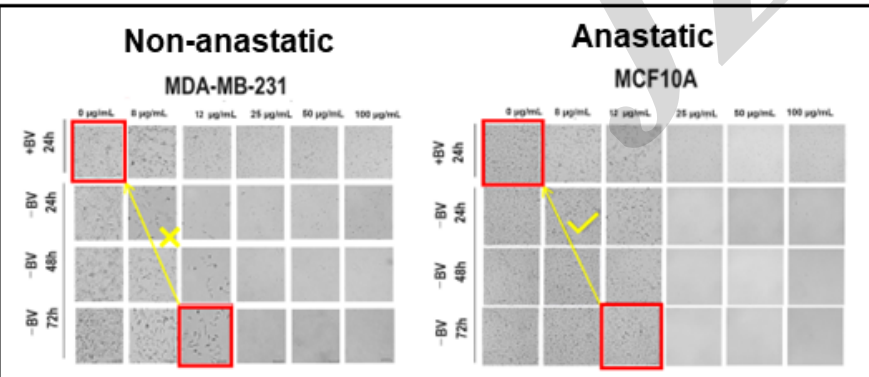 Non-anastatic
MDA-MB-231
0 µg/mL 6 µg/mL 12 µg/mL 25 µg/mL 50 µg/mL 100 µg/mL
+BV 24h
−BV 24h
−BV 48h
−BV 72h
Anastatic
MCF10A
0 µg/mL 6 µg/mL 12 µg/mL 25 µg/mL 50 µg/mL 100 µg/mL
+BV 24h
−BV 24h
−BV 48h
−BV 72h